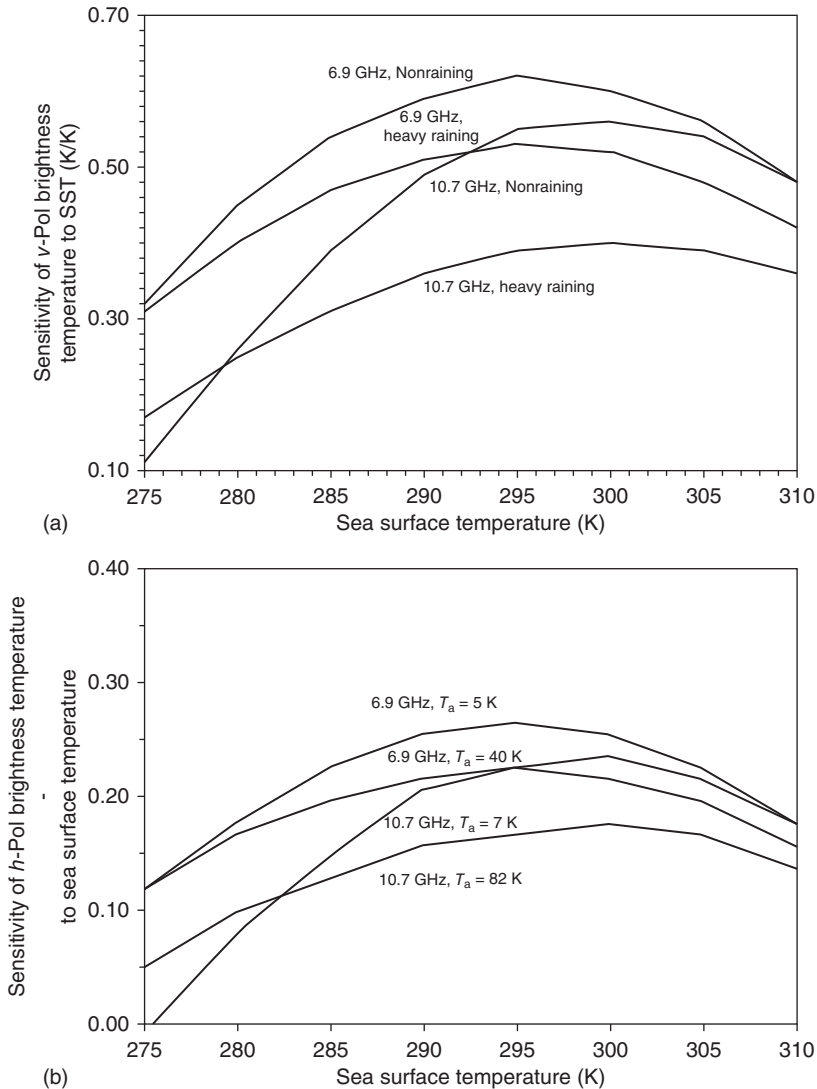 0.70
0.50
0.30
0.10
Sensitivity of v-Pol brightness
temperature to SST (K/K)
6.9 GHz, Nonraining
6.9 GHz,
heavy raining
10.7 GHz, Nonraining
10.7 GHz, heavy raining
275 280 285 290 295 300 305 310
(a) Sea surface temperature (K)
0.40
0.30
0.20
0.10
0.00
Sensitivity of h-Pol brightness temperature
-
to sea surface temperature
6.9 GHz, Ta = 5 K
6.9 GHz, Ta = 40 K
10.7 GHz, Ta = 7 K
10.7 GHz, Ta = 82 K
275 280 285 290 295 300 305 310
(b) Sea surface temperature (K)